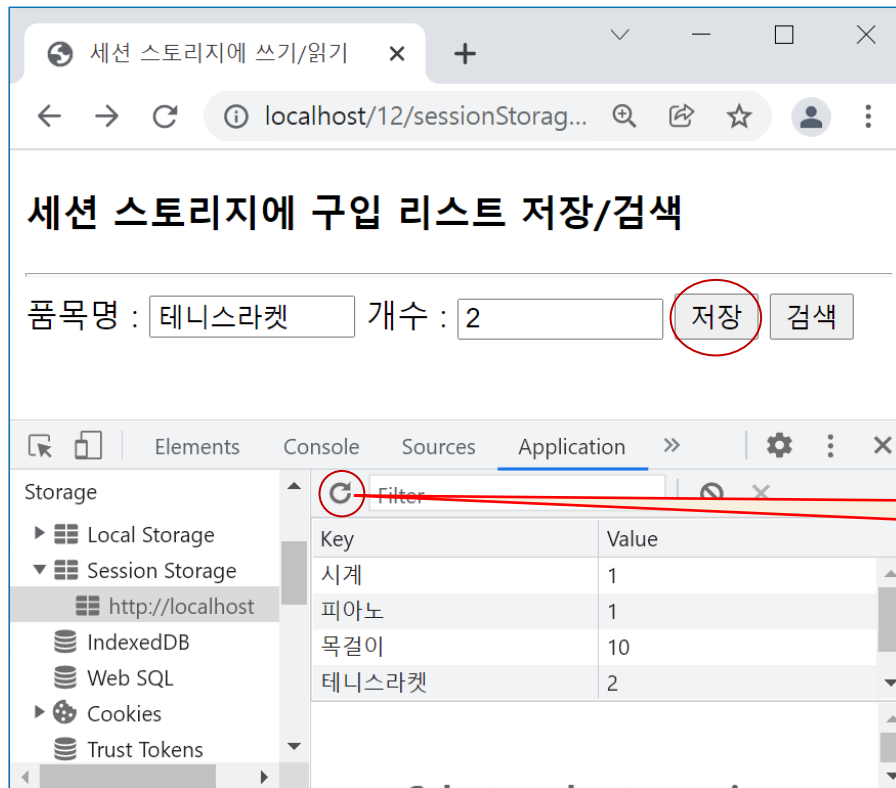 세션 스토리지에 쓰기/읽기
localhost/12/sessionStorag...
세션 스토리지에 구입 리스트 저장/검색
품목명 : 테니스라켓 개수 : 2 저장 검색
Elements Console Sources Application
Storage
Filter
Local Storage
Key Value
Session Storage
시계 1
http://localhost
피아노 1
IndexedDB
목걸이 10
Web SQL
테니스라켓 2
Cookies
Trust Tokens